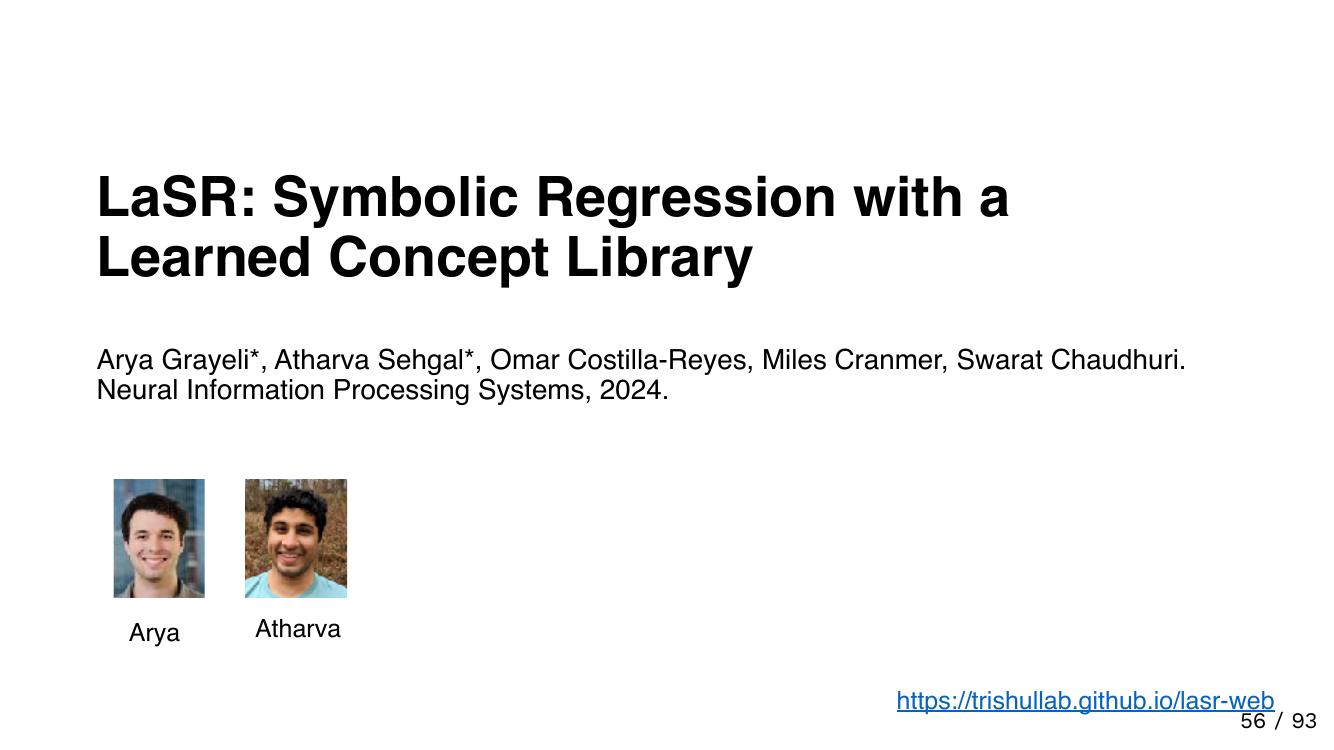 LaSR: Symbolic Regression with a
Learned Concept Library
Arya Grayeli*, Atharva Sehgal*, Omar Costilla-Reyes, Miles Cranmer, Swarat Chaudhuri.
Neural Information Processing Systems, 2024.
Arya
Atharva
https://trishullab.github.io/lasr-web
56 / 93